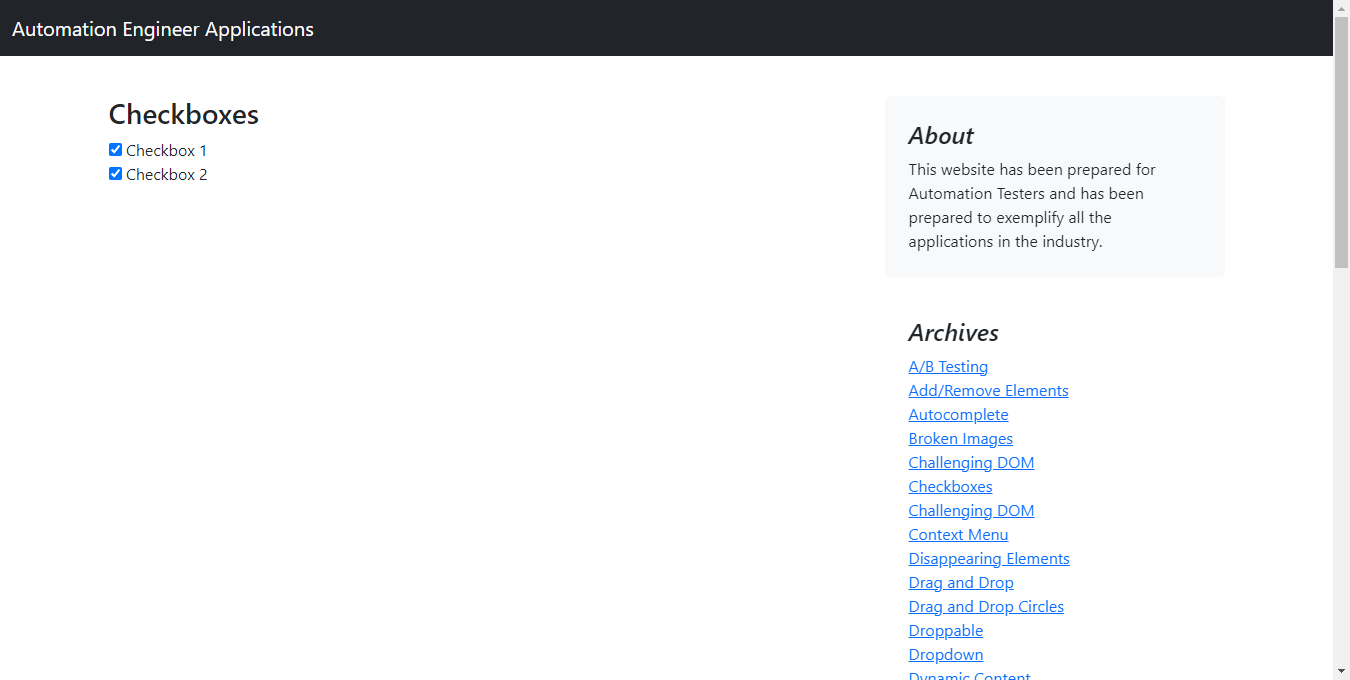 Automation Engineer Applications
Checkboxes
Checkbox 1
Checkbox 2
About
This website has been prepared for
Automation Testers and has been
prepared to exemplify all the
applications in the industry.
Archives
A/B Testing
Add/Remove Elements
Autocomplete
Broken Images
Challenging DOM
Checkboxes
Challenging DOM
Context Menu
Disappearing Elements
Drag and Drop
Drag and Drop Circles
Droppable
Dropdown
Dynamic Content